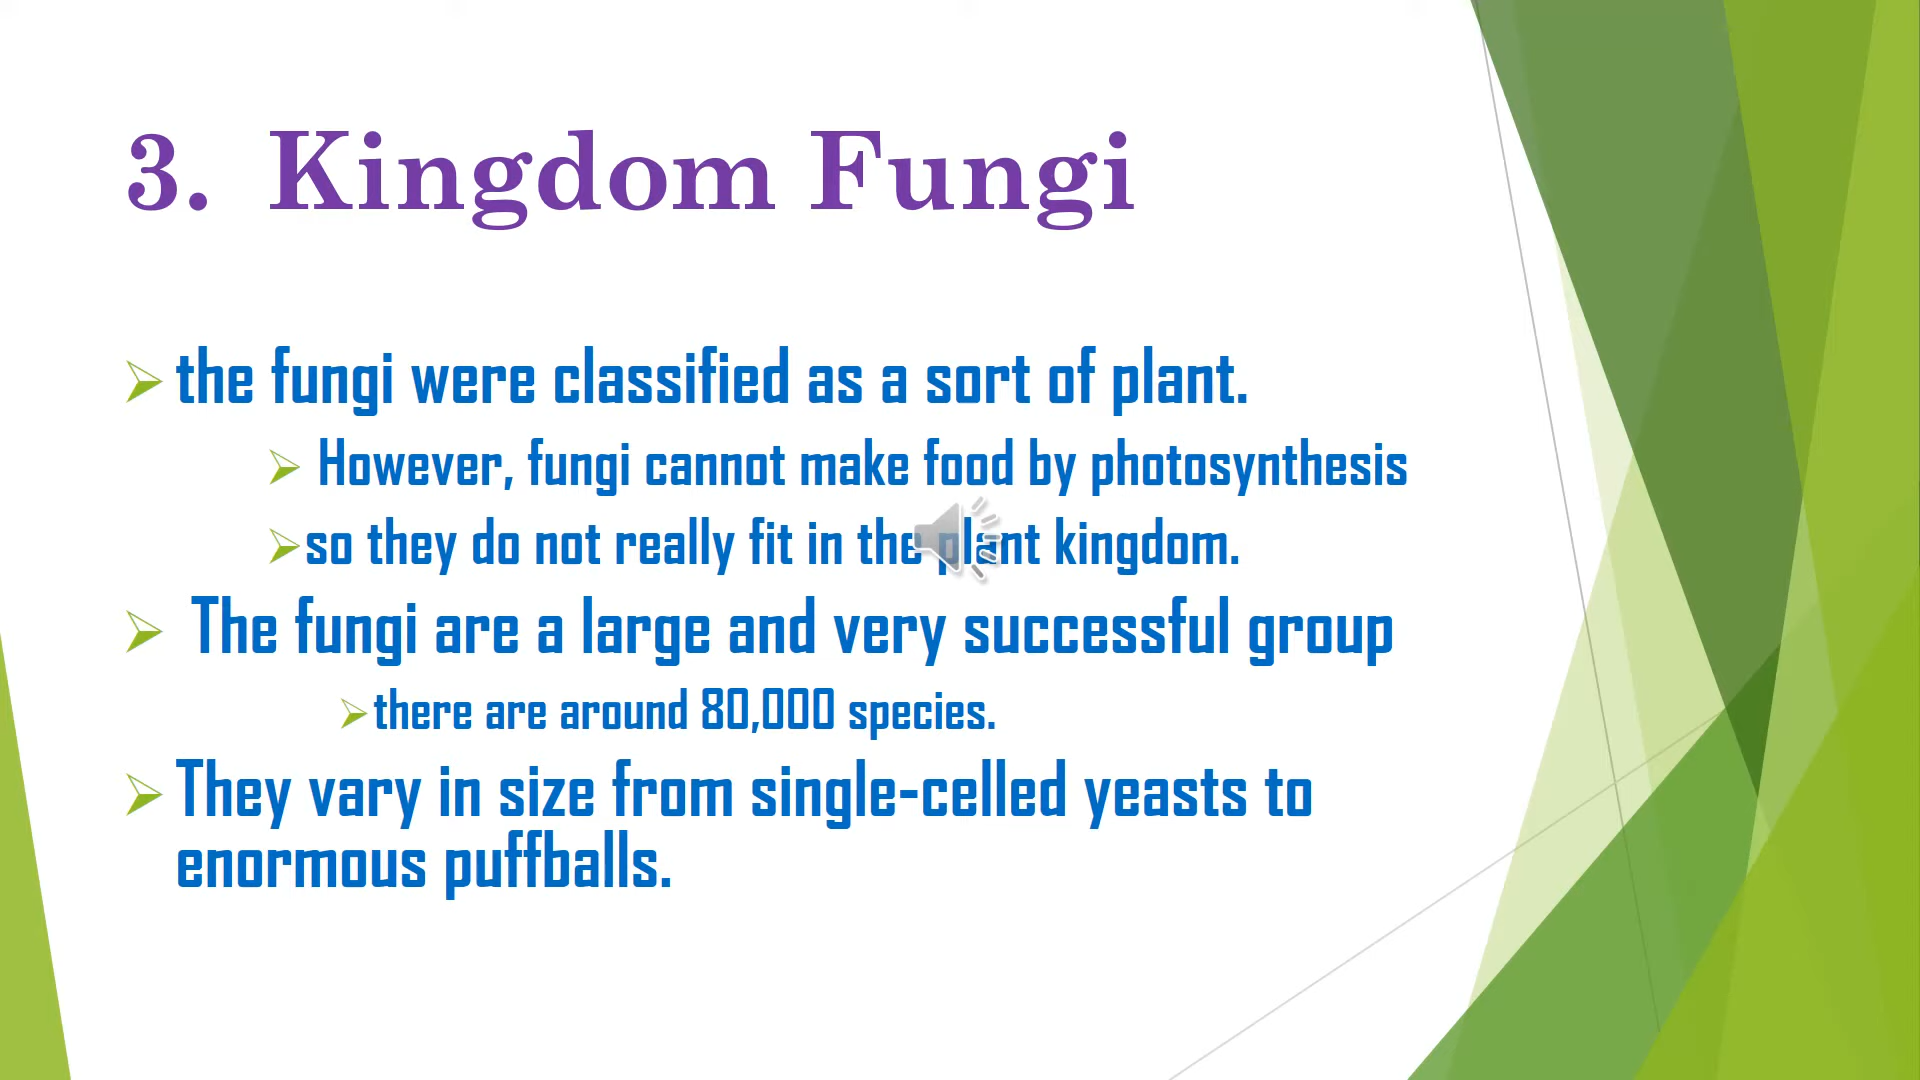 3. Kingdom Fungi
the fungi were classified as a sort of plant.
However, fungi cannot make food by photosynthesis
so they do not really fit in the plant kingdom.
The fungi are a large and very successful group
there are around 80,000 species.
They vary in size from single-celled yeasts to
enormous puffballs.